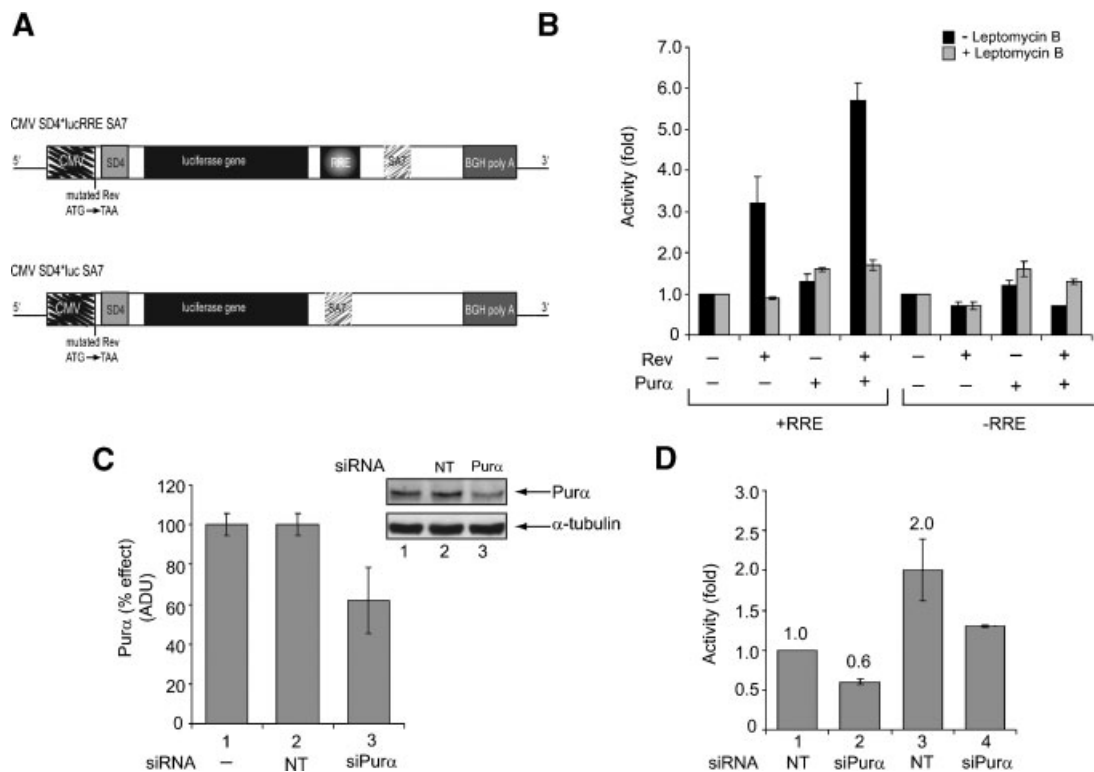 A
CMV SD4*lucRRE SA7
5'
CMV
SD4
luciferase gene
RRE
SA7
BGH poly A
3'
mutated Rev
ATG→TAA
CMV SD4*luc SA7
5'
CMV
SD4
luciferase gene
SA7
BGH poly A
3'
mutated Rev
ATG→TAA
B
- Leptomycin B
+ Leptomycin B
Activity (fold)
7.0
6.0
5.0
4.0
3.0
2.0
1.0
0
Rev − + − + − + − +
Purα − − + + − − + +
+RRE
-RRE
C
siRNA NT Purα
Purα
α-tubulin
1 2 3
Purα (% effect)
(ADU)
120
100
80
60
40
20
0
1 2 3
siRNA − NT siPurα
D
Activity (fold)
3.0
2.5
2.0
1.5
1.0
0.5
0
1.0
0.6
2.0
1 2 3 4
siRNA NT siPurα NT siPurα